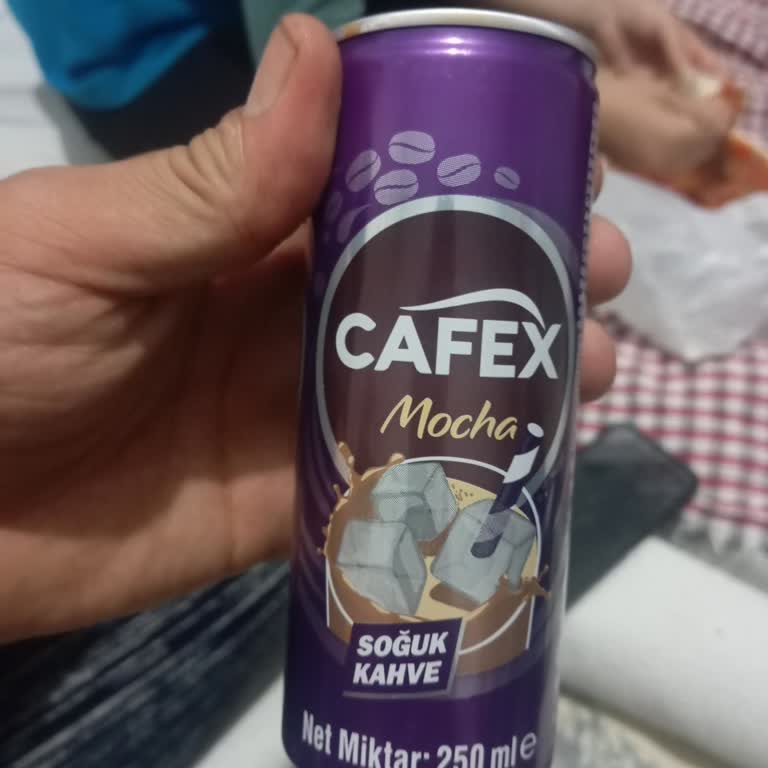 CAFEX
Mocha
SOĞUK
KAHVE
Net Miktar: 250 ml e